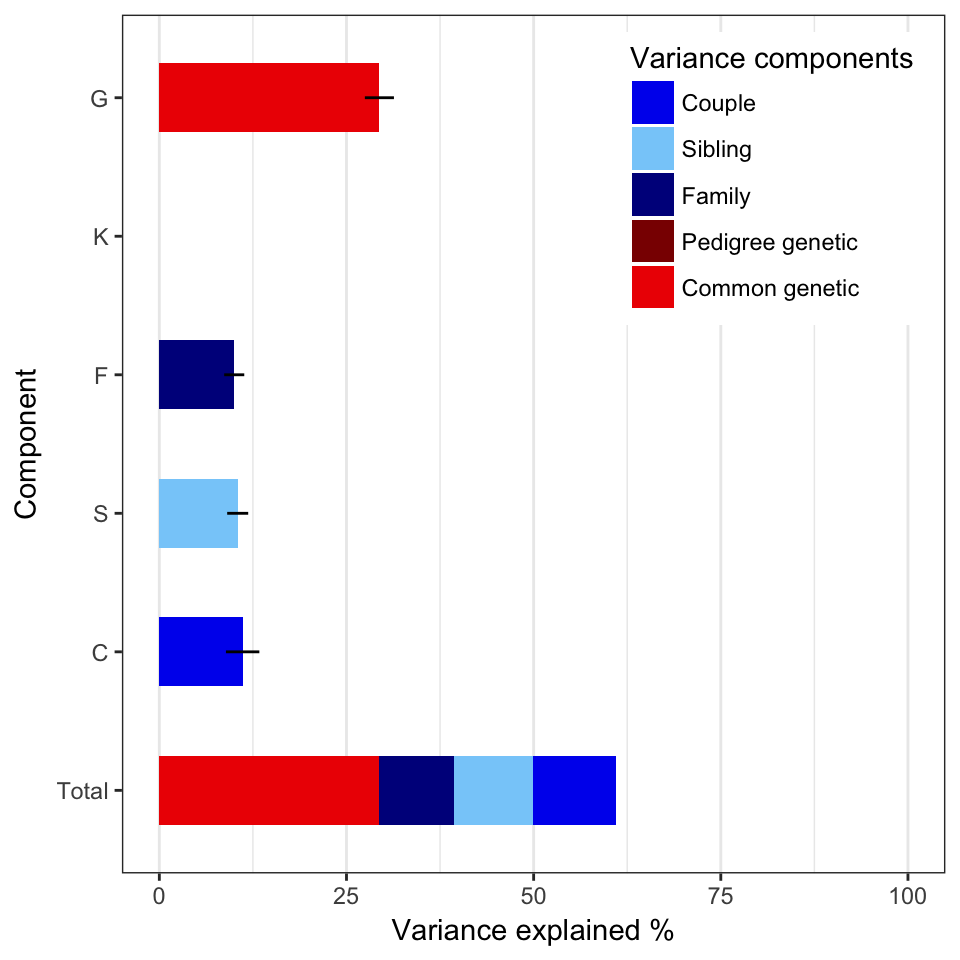 Variance components
Couple
Sibling
Family
Pedigree genetic
Common genetic
Component
G
K
F
S
C
Total
0 25 50 75 100
Variance explained %